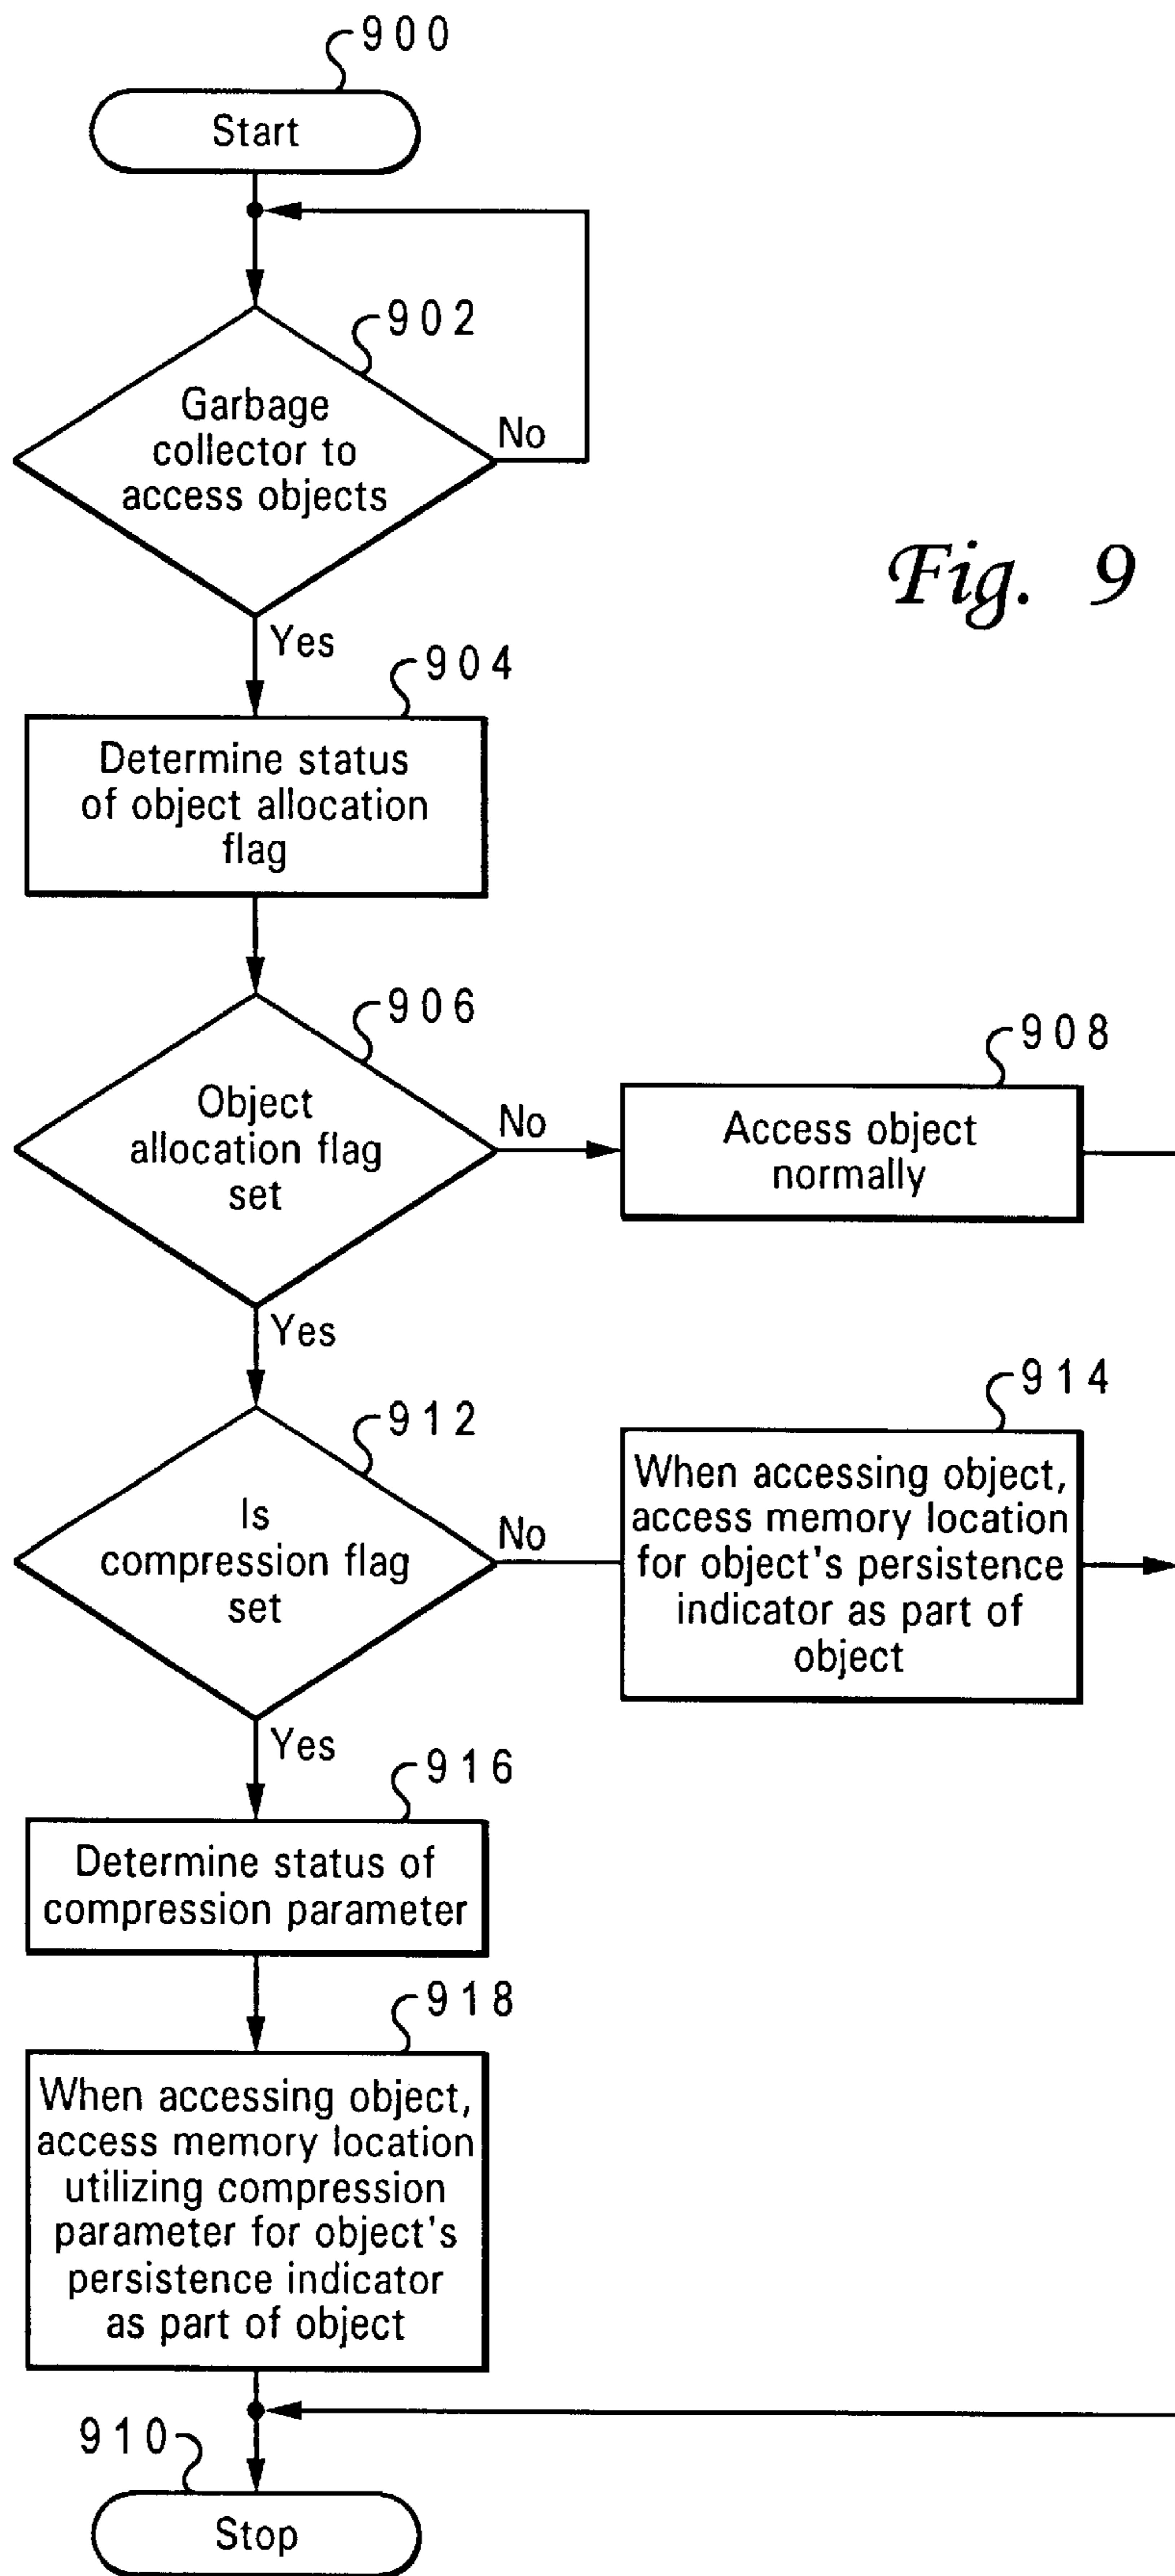 900
Start
902
Garbage
collector to
access objects
No
Fig. 9
Yes
904
Determine status
of object allocation
flag
906
Object
allocation flag
set
No
908
Access object
normally
Yes
912
Is
compression flag
set
No
914
When accessing object,
access memory location
for object's persistence
indicator as part of
object
Yes
916
Determine status of
compression parameter
918
When accessing object,
access memory location
utilizing compression
parameter for object's
persistence indicator
as part of object
910
Stop